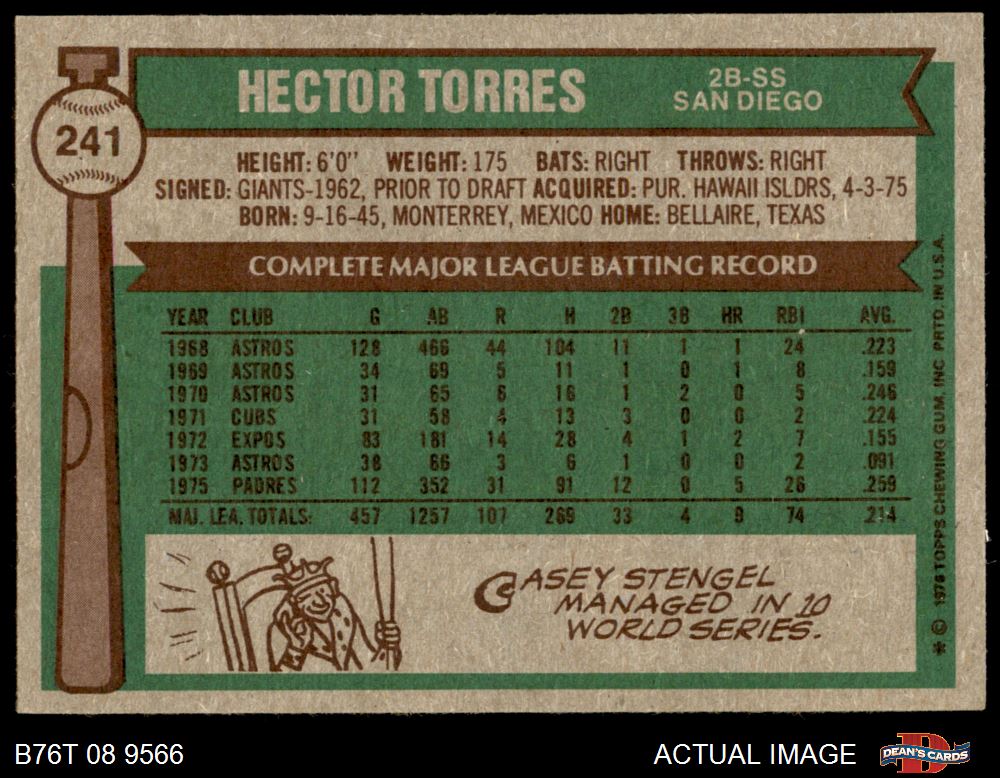 HECTOR TORRES
2B-SS
SAN DIEGO
241
HEIGHT: 6'0" WEIGHT: 175 BATS: RIGHT THROWS: RIGHT
SIGNED: GIANTS-1962, PRIOR TO DRAFT ACQUIRED: PUR. HAWAII ISLDRS, 4-3-75
BORN: 9-16-45, MONTERREY, MEXICO HOME: BELLAIRE, TEXAS
COMPLETE MAJOR LEAGUE BATTING RECORD
YEAR CLUB G AB R H 2B 3B HR RBI AVG.
1968 ASTROS 128 466 44 104 11 1 1 24 .223
1969 ASTROS 34 69 5 11 1 0 1 8 .159
1970 ASTROS 31 65 6 16 1 2 0 5 .246
1971 CUBS 31 58 4 13 3 0 0 2 .224
1972 EXPOS 83 181 14 28 4 1 2 7 .155
1973 ASTROS 38 66 3 6 1 0 0 2 .091
1975 PADRES 112 352 31 91 12 0 5 26 .259
MAJ. LEA. TOTALS: 457 1257 107 269 33 4 9 74 .214
CASEY STENGEL
MANAGED IN 10
WORLD SERIES.
* © 1976 TOPPS CHEWING GUM, INC PRTD. IN U.S.A.
B76T 08 9566 ACTUAL IMAGE
D
DEAN'S CARDS